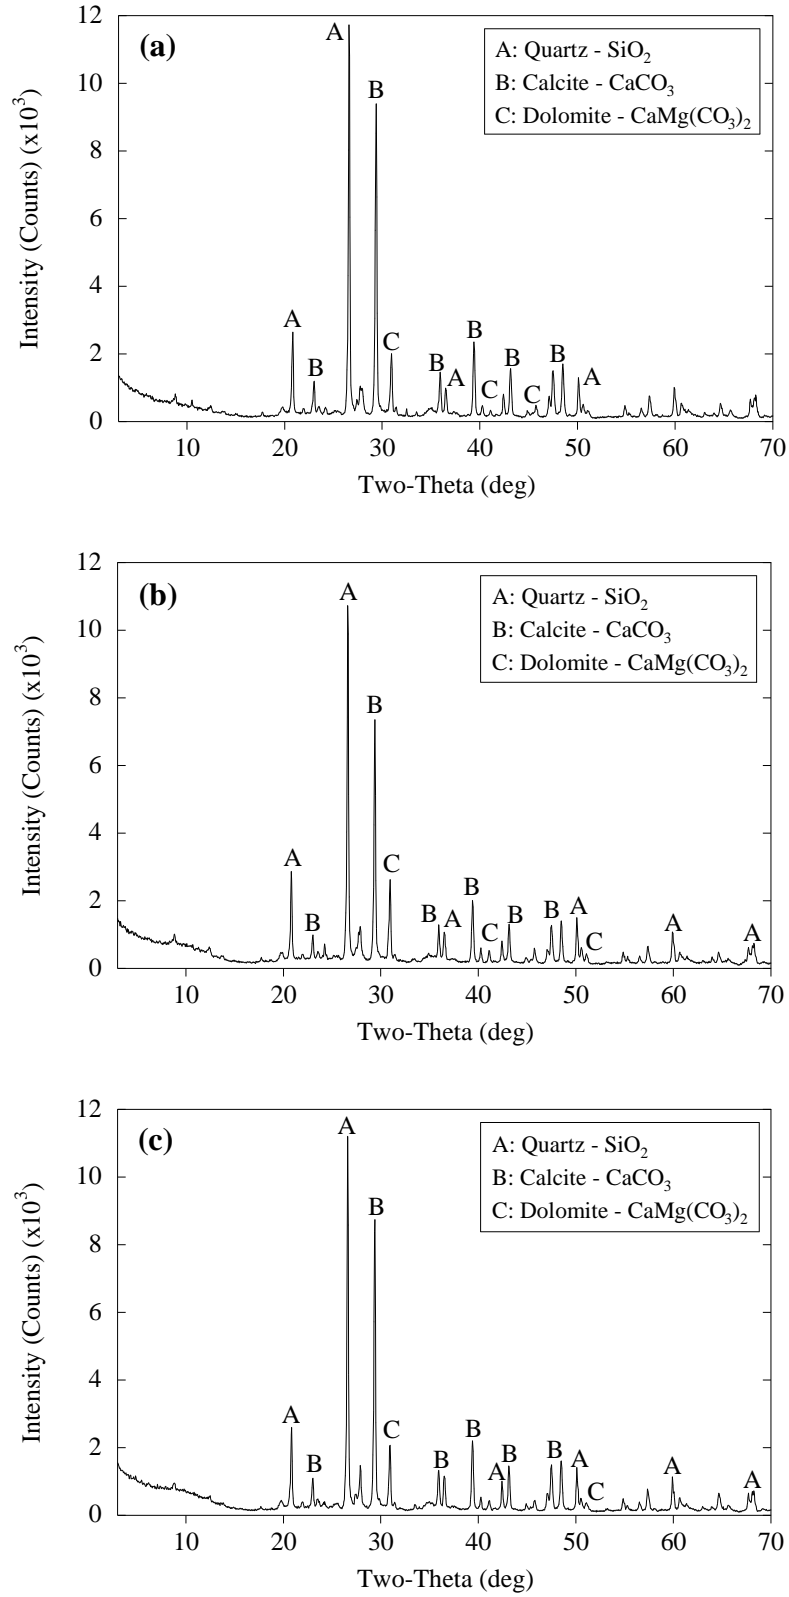 (a)
A: Quartz - SiO2
B: Calcite - CaCO3
C: Dolomite - CaMg(CO3)2
Intensity (Counts) (x10^3)
12
10
8
6
4
2
0
A
B
A
B
C
B
A
B
C
B
C
B
A
10
20
30
40
50
60
70
Two-Theta (deg)
(b)
A: Quartz - SiO2
B: Calcite - CaCO3
C: Dolomite - CaMg(CO3)2
Intensity (Counts) (x10^3)
12
10
8
6
4
2
0
A
B
A
B
C
B
A
B
C
B
B
A
C
A
A
10
20
30
40
50
60
70
Two-Theta (deg)
(c)
A: Quartz - SiO2
B: Calcite - CaCO3
C: Dolomite - CaMg(CO3)2
Intensity (Counts) (x10^3)
12
10
8
6
4
2
0
A
B
A
B
C
B
B
A
B
B
A
C
A
A
10
20
30
40
50
60
70
Two-Theta (deg)